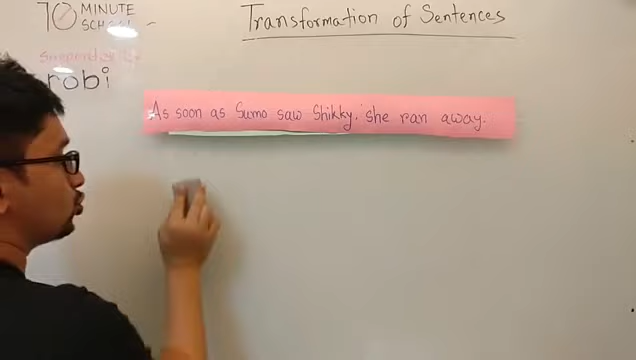 10 MINUTE
SCHOOL
Transformation of Sentences
robi
As soon as Sumo saw Shikky, she ran away.